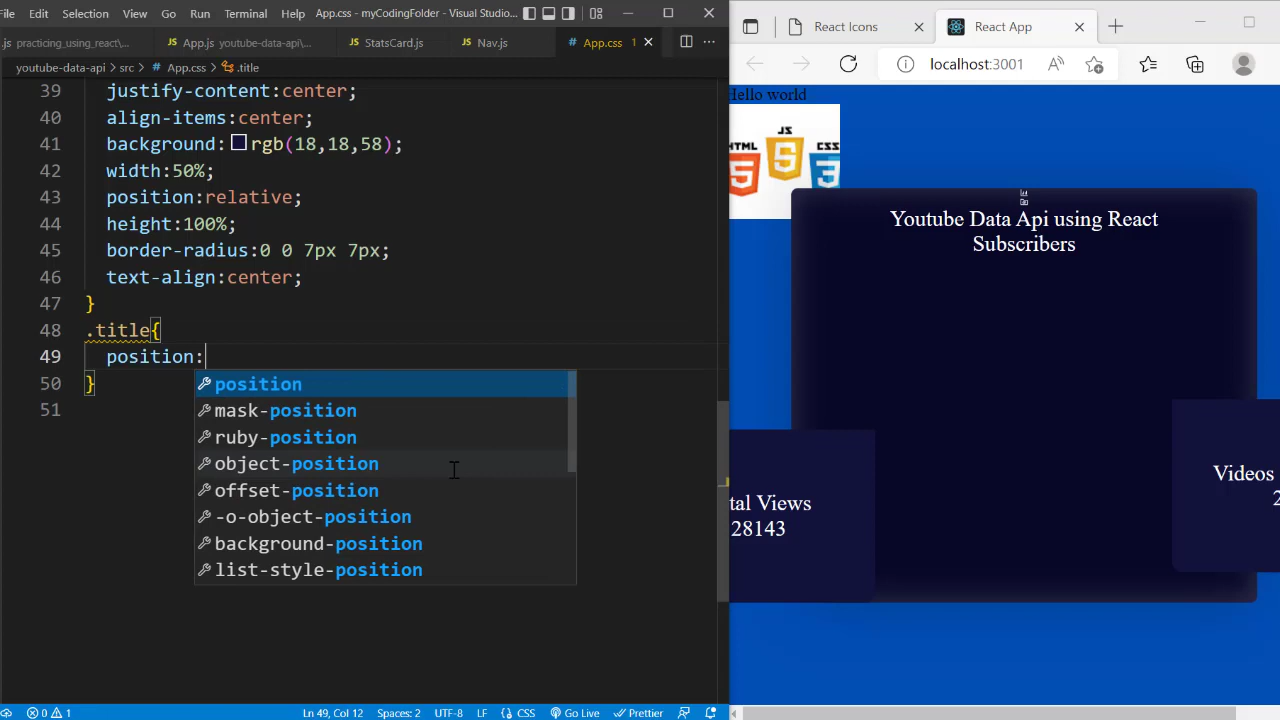 Edit Selection View Go Run Terminal Help App.css - myCodingFolder - Visual Studio...
.js practicing_using_react\... App.js youtube-data-api\... StatsCard.js Nav.js # App.css 1
youtube-data-api > src > # App.css > .title
39 justify-content:center;
40 align-items:center;
41 background: rgb(18,18,58);
42 width:50%;
43 position:relative;
44 height:100%;
45 border-radius:0 0 7px 7px;
46 text-align:center;
47 }
48 .title{
49 position:
50 }
51
position
mask-position
ruby-position
object-position
offset-position
-o-object-position
background-position
list-style-position
0 1 Ln 49, Col 12 Spaces: 2 UTF-8 LF { } CSS Go Live Prettier
React Icons React App
localhost:3001
Hello world
HTML JS CSS
Youtube Data Api using React
Subscribers
tal Views
28143
Videos
2